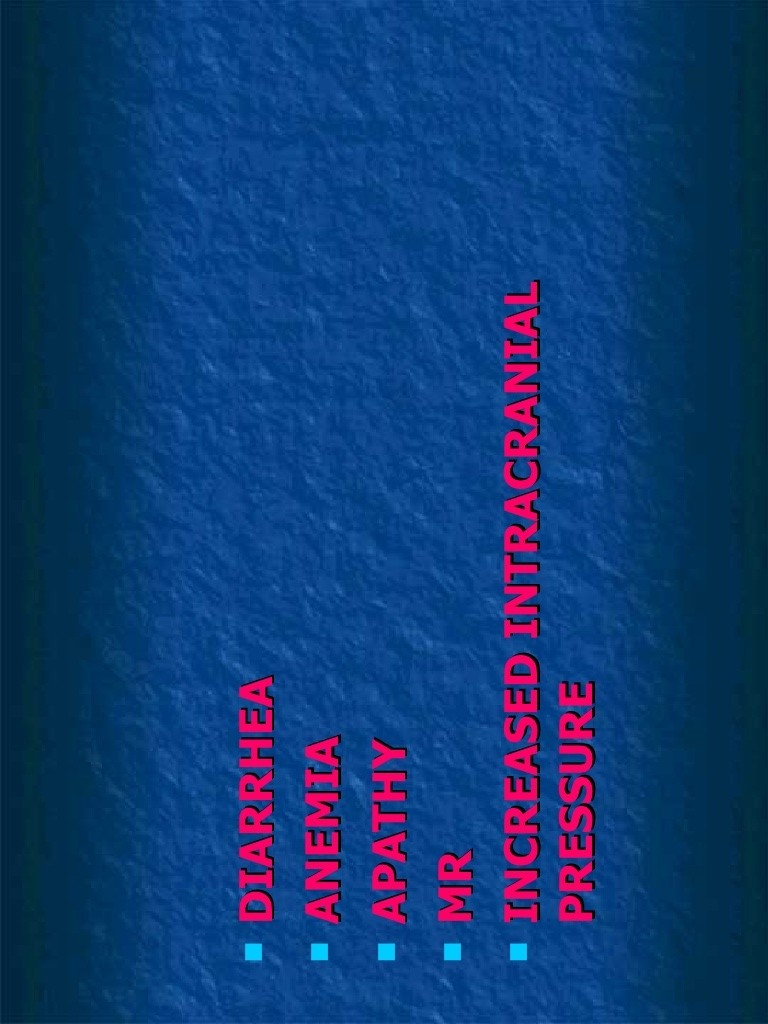 DIARRHEA
ANEMIA
APATHY
MR
INCREASED INTRACRANIAL
PRESSURE